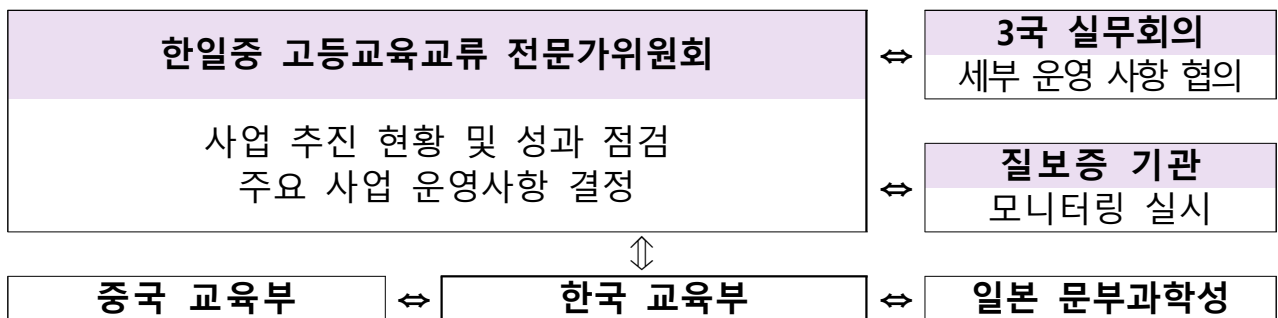 한일중 고등교육교류 전문가위원회
사업 추진 현황 및 성과 점검
주요 사업 운영사항 결정
⇔
3국 실무회의
세부 운영 사항 협의
⇔
질보증 기관
모니터링 실시
⇕
중국 교육부 ⇔ 한국 교육부 ⇔ 일본 문부과학성